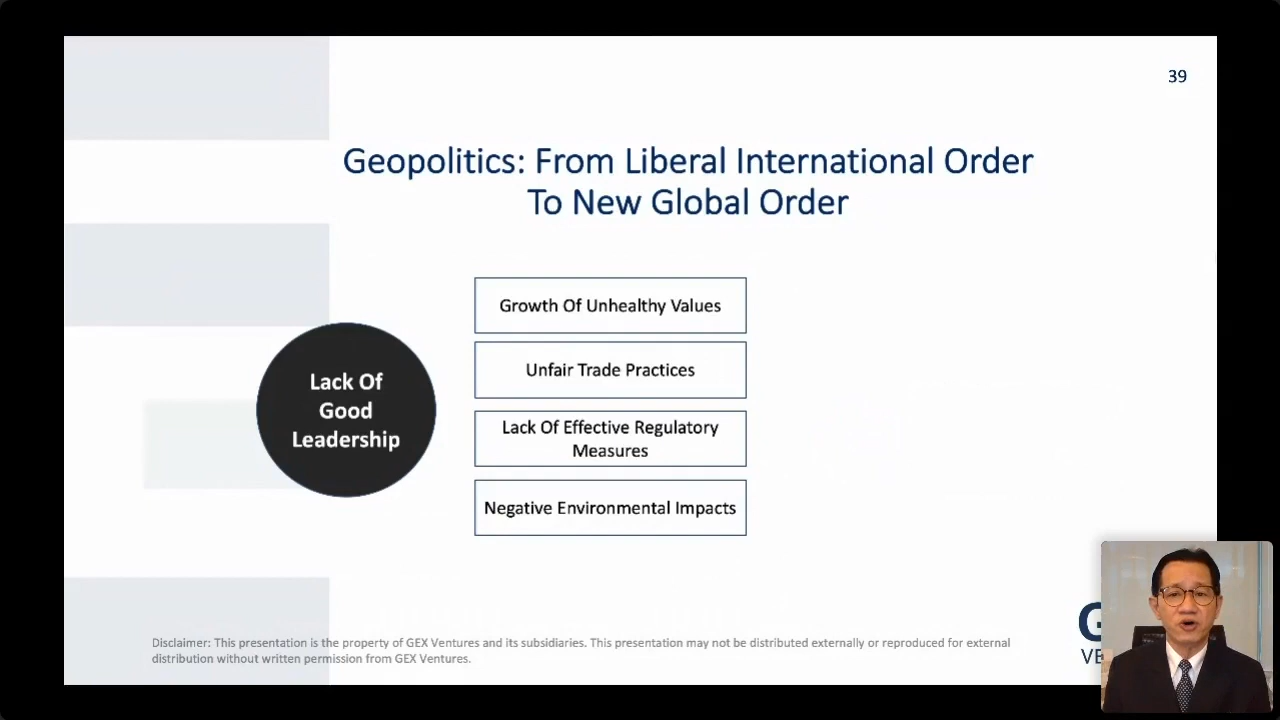 39
Geopolitics: From Liberal International Order
To New Global Order
Growth Of Unhealthy Values
Unfair Trade Practices
Lack Of
Good
Leadership
Lack Of Effective Regulatory
Measures
Negative Environmental Impacts
Disclaimer: This presentation is the property of GEX Ventures and its subsidiaries. This presentation may not be distributed externally or reproduced for external
distribution without written permission from GEX Ventures.